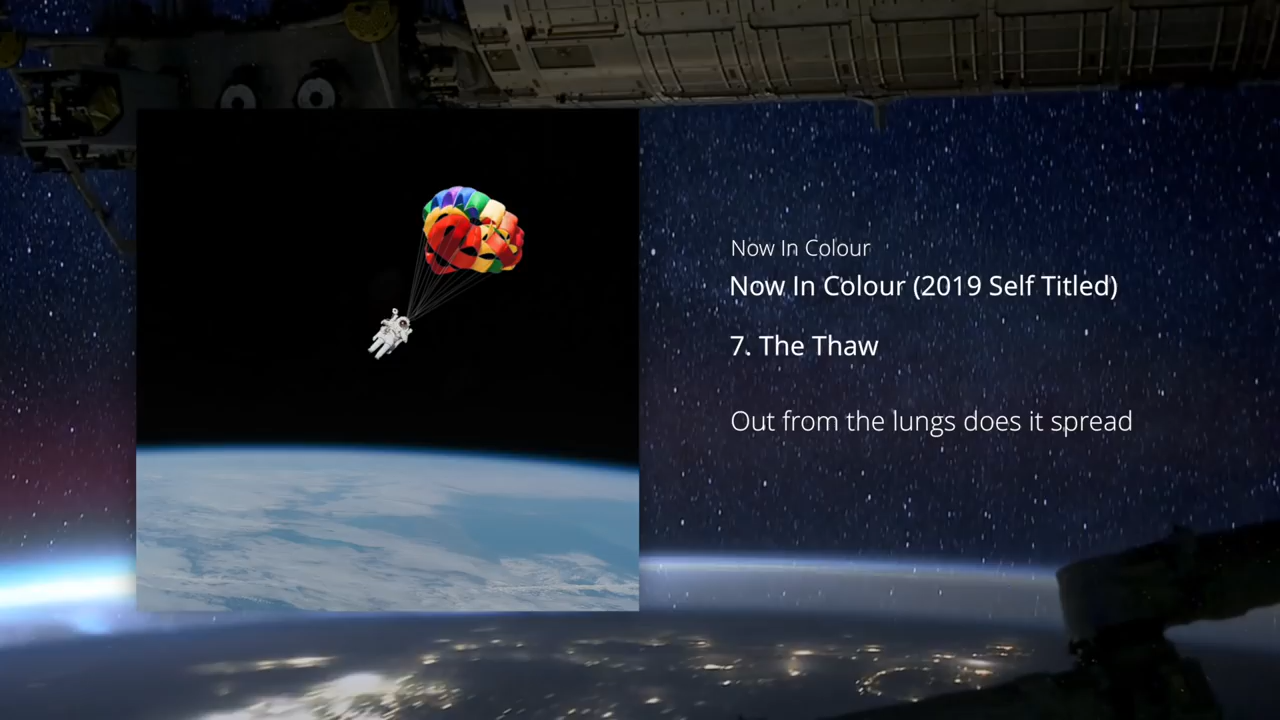 Now In Colour
Now In Colour (2019 Self Titled)
7. The Thaw
Out from the lungs does it spread